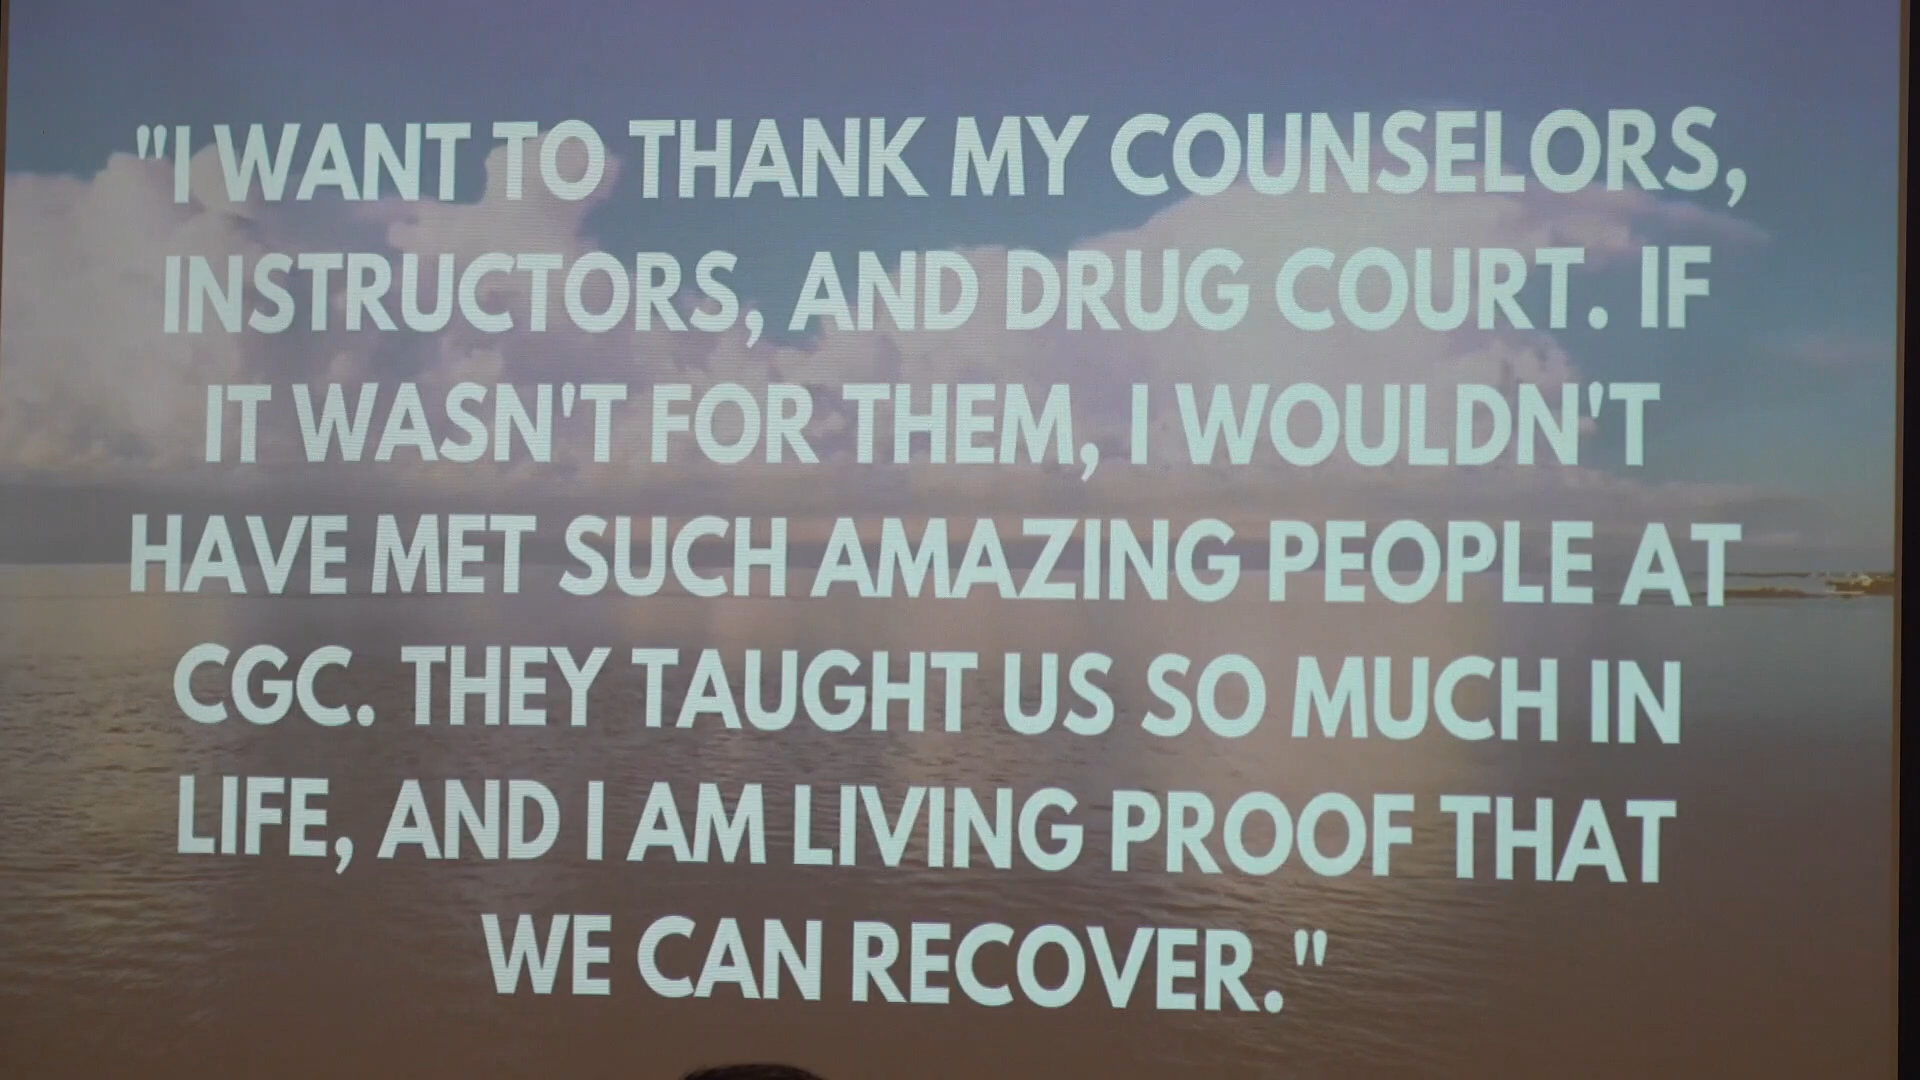 "I WANT TO THANK MY COUNSELORS,
INSTRUCTORS, AND DRUG COURT. IF
IT WASN'T FOR THEM, I WOULDN'T
HAVE MET SUCH AMAZING PEOPLE AT
CGC. THEY TAUGHT US SO MUCH IN
LIFE, AND I AM LIVING PROOF THAT
WE CAN RECOVER."